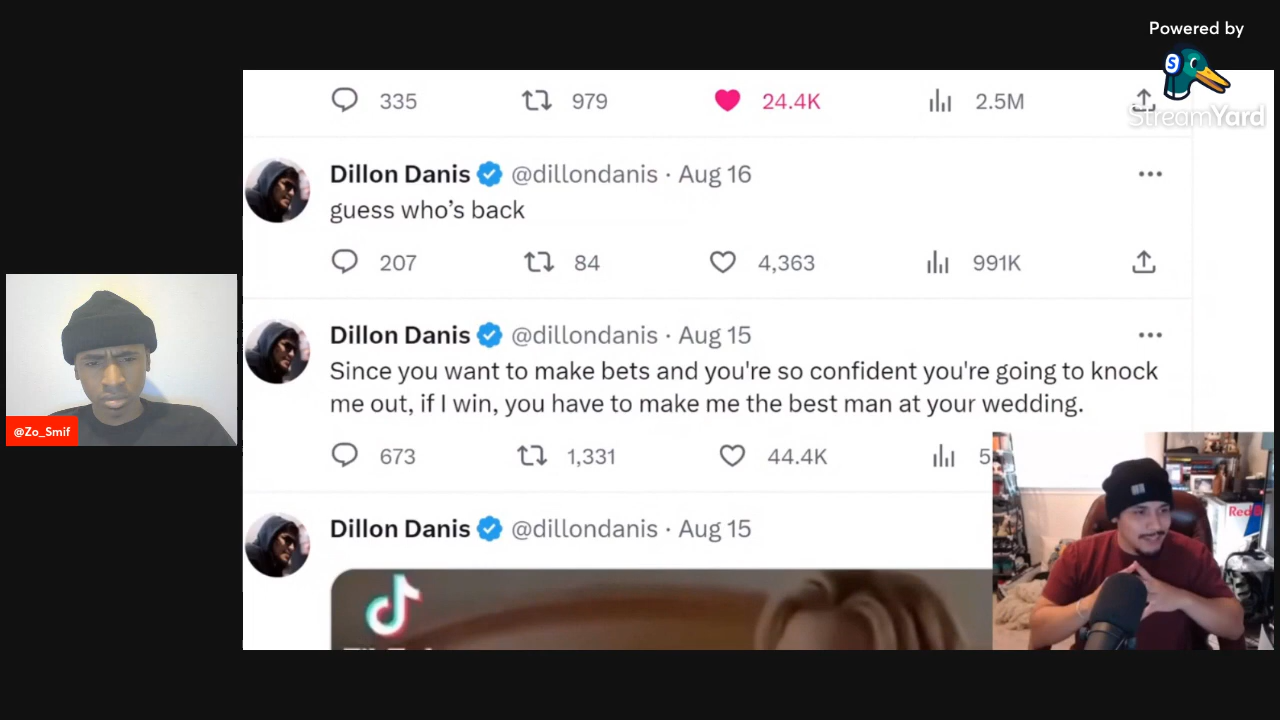 Powered by
StreamYard
335 979 24.4K 2.5M
Dillon Danis @dillondanis · Aug 16
guess who's back
207 84 4,363 991K
Dillon Danis @dillondanis · Aug 15
Since you want to make bets and you're so confident you're going to knock
me out, if I win, you have to make me the best man at your wedding.
673 1,331 44.4K 5
Dillon Danis @dillondanis · Aug 15
@Zo_Smif